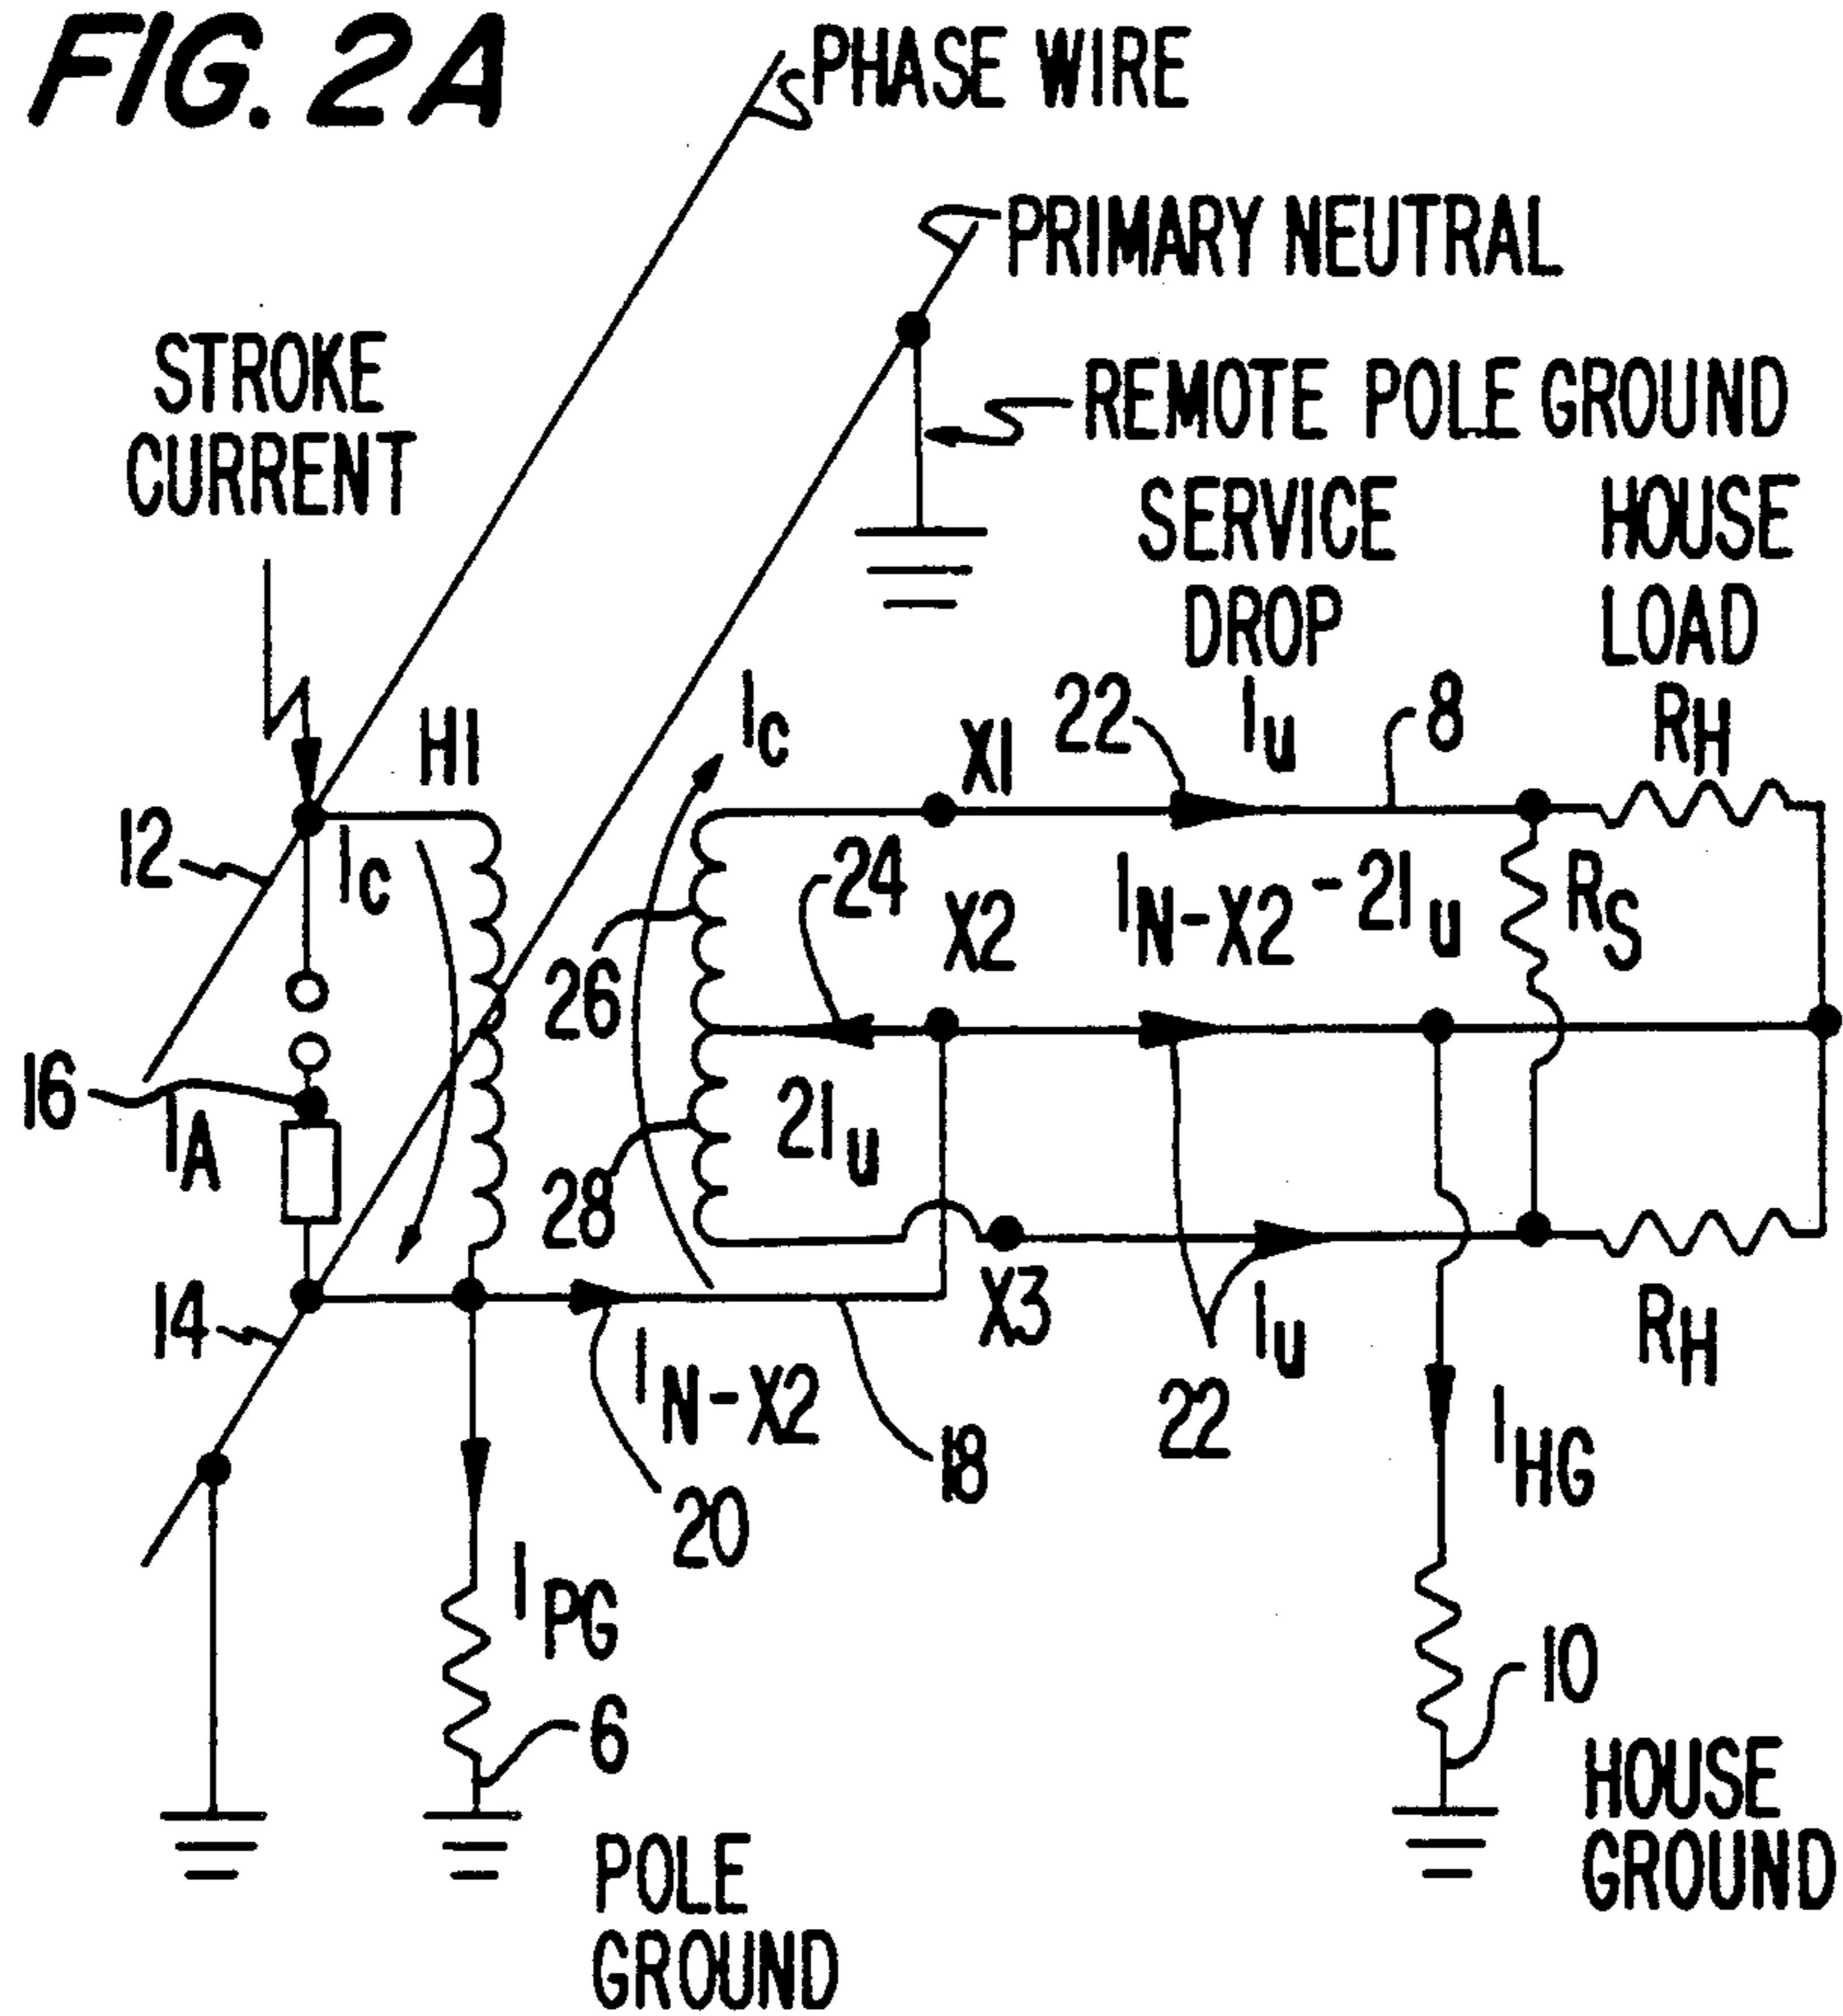 FIG. 2A
PHASE WIRE
PRIMARY NEUTRAL
STROKE
CURRENT
REMOTE POLE GROUND
SERVICE
DROP
HOUSE
LOAD
IC
22
IU
8
RH
H1
X1
12
IC
24
X2
IN-X2-2IU
RS
26
16
IA
2IU
28
14
X3
IU
RH
IN-X2
18
22
IHG
20
IPG
10
6
HOUSE
GROUND
POLE
GROUND